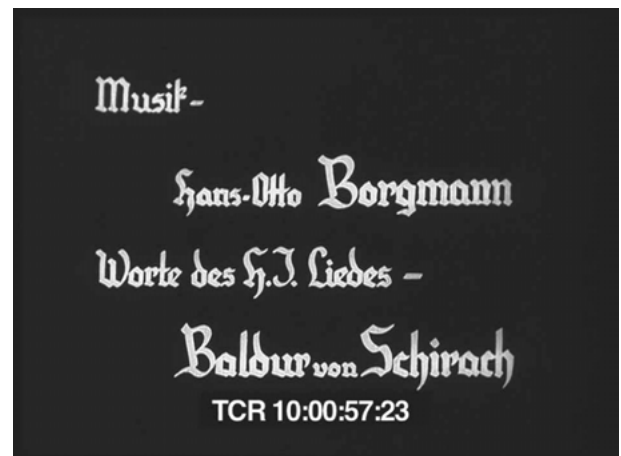 Musik-
Hans-Otto Borgmann
Worte des H.J. Liedes -
Baldur von Schirach
TCR 10:00:57:23